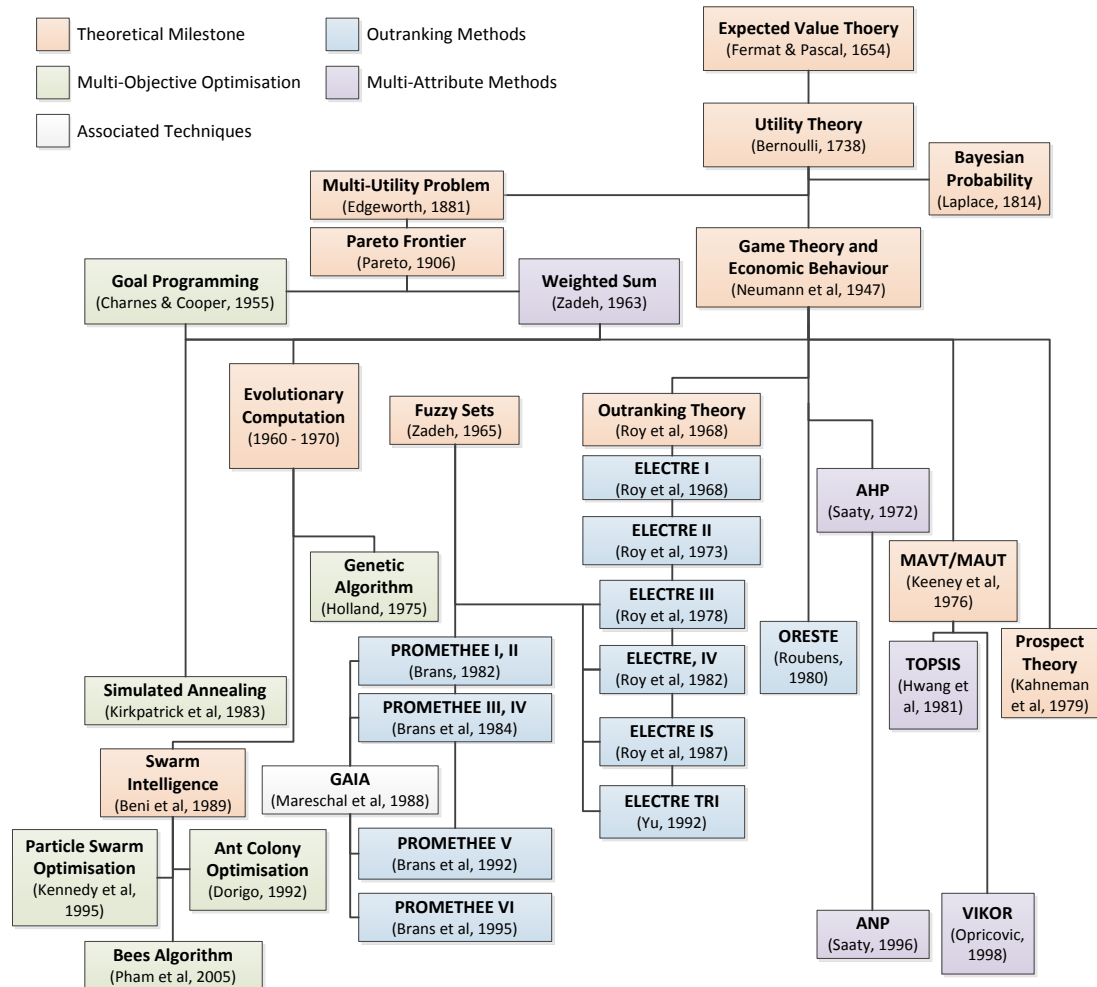 Theoretical Milestone
Outranking Methods
Multi-Objective Optimisation
Multi-Attribute Methods
Associated Techniques
Expected Value Thoery
(Fermat & Pascal, 1654)
Utility Theory
(Bernoulli, 1738)
Bayesian
Probability
(Laplace, 1814)
Multi-Utility Problem
(Edgeworth, 1881)
Pareto Frontier
(Pareto, 1906)
Game Theory and
Economic Behaviour
(Neumann et al, 1947)
Goal Programming
(Charnes & Cooper, 1955)
Weighted Sum
(Zadeh, 1963)
Evolutionary
Computation
(1960 - 1970)
Fuzzy Sets
(Zadeh, 1965)
Outranking Theory
(Roy et al, 1968)
ELECTRE I
(Roy et al, 1968)
AHP
(Saaty, 1972)
ELECTRE II
(Roy et al, 1973)
MAVT/MAUT
(Keeney et al,
1976)
Genetic
Algorithm
(Holland, 1975)
ELECTRE III
(Roy et al, 1978)
ORESTE
(Roubens,
1980)
Prospect
Theory
(Kahneman
et al, 1979)
PROMETHEE I, II
(Brans, 1982)
ELECTRE, IV
(Roy et al, 1982)
TOPSIS
(Hwang et
al, 1981)
Simulated Annealing
(Kirkpatrick et al, 1983)
PROMETHEE III, IV
(Brans et al, 1984)
ELECTRE IS
(Roy et al, 1987)
Swarm
Intelligence
(Beni et al, 1989)
GAIA
(Mareschal et al, 1988)
ELECTRE TRI
(Yu, 1992)
Particle Swarm
Optimisation
(Kennedy et al,
1995)
Ant Colony
Optimisation
(Dorigo, 1992)
PROMETHEE V
(Brans et al, 1992)
PROMETHEE VI
(Brans et al, 1995)
ANP
(Saaty, 1996)
VIKOR
(Opricovic,
1998)
Bees Algorithm
(Pham et al, 2005)